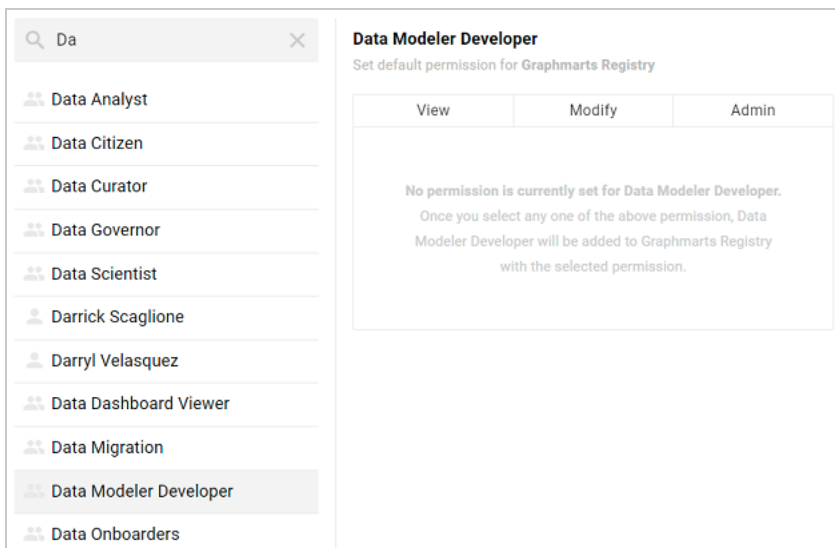 Da
Data Analyst
Data Citizen
Data Curator
Data Governor
Data Scientist
Darrick Scaglione
Darryl Velasquez
Data Dashboard Viewer
Data Migration
Data Modeler Developer
Data Onboarders
Data Modeler Developer
Set default permission for Graphmarts Registry
View Modify Admin
No permission is currently set for Data Modeler Developer.
Once you select any one of the above permission, Data
Modeler Developer will be added to Graphmarts Registry
with the selected permission.